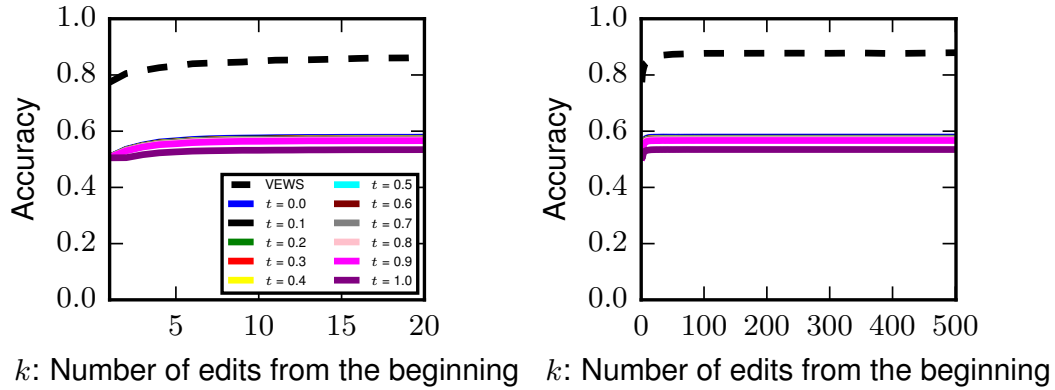 1.0
0.8
0.6
0.4
0.2
0.0
Accuracy
5 10 15 20
k: Number of edits from the beginning
VEWS
t = 0.0
t = 0.1
t = 0.2
t = 0.3
t = 0.4
t = 0.5
t = 0.6
t = 0.7
t = 0.8
t = 0.9
t = 1.0
1.0
0.8
0.6
0.4
0.2
0.0
Accuracy
0 100 200 300 400 500
k: Number of edits from the beginning